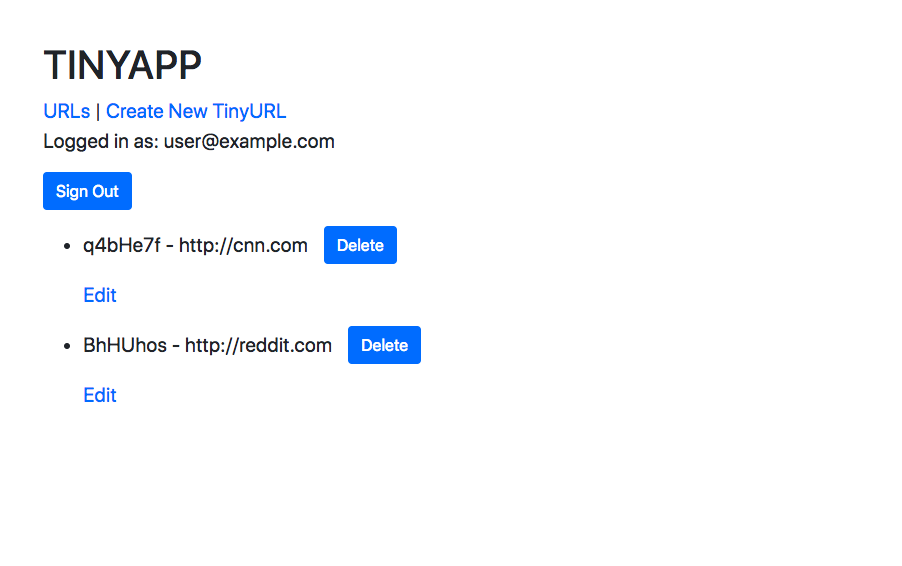 TINYAPP
URLs | Create New TinyURL
Logged in as: user@example.com
Sign Out
q4bHe7f - http://cnn.com Delete
Edit
BhHUhos - http://reddit.com Delete
Edit